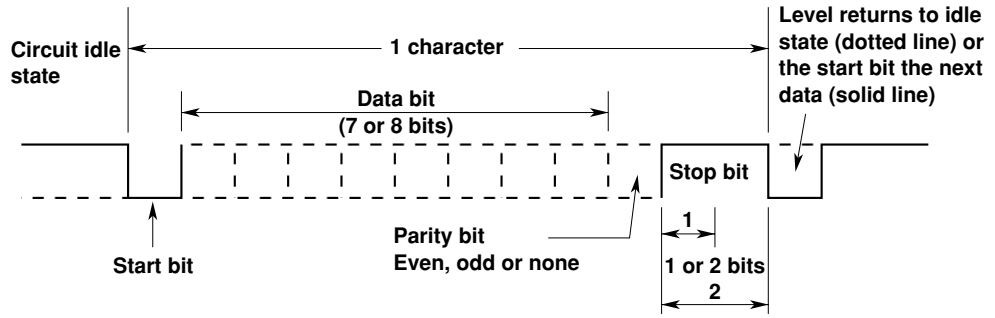 Circuit idle
state
1 character
Level returns to idle
state (dotted line) or
the start bit the next
data (solid line)
Data bit
(7 or 8 bits)
Stop bit
Start bit
Parity bit
Even, odd or none
1
1 or 2 bits
2